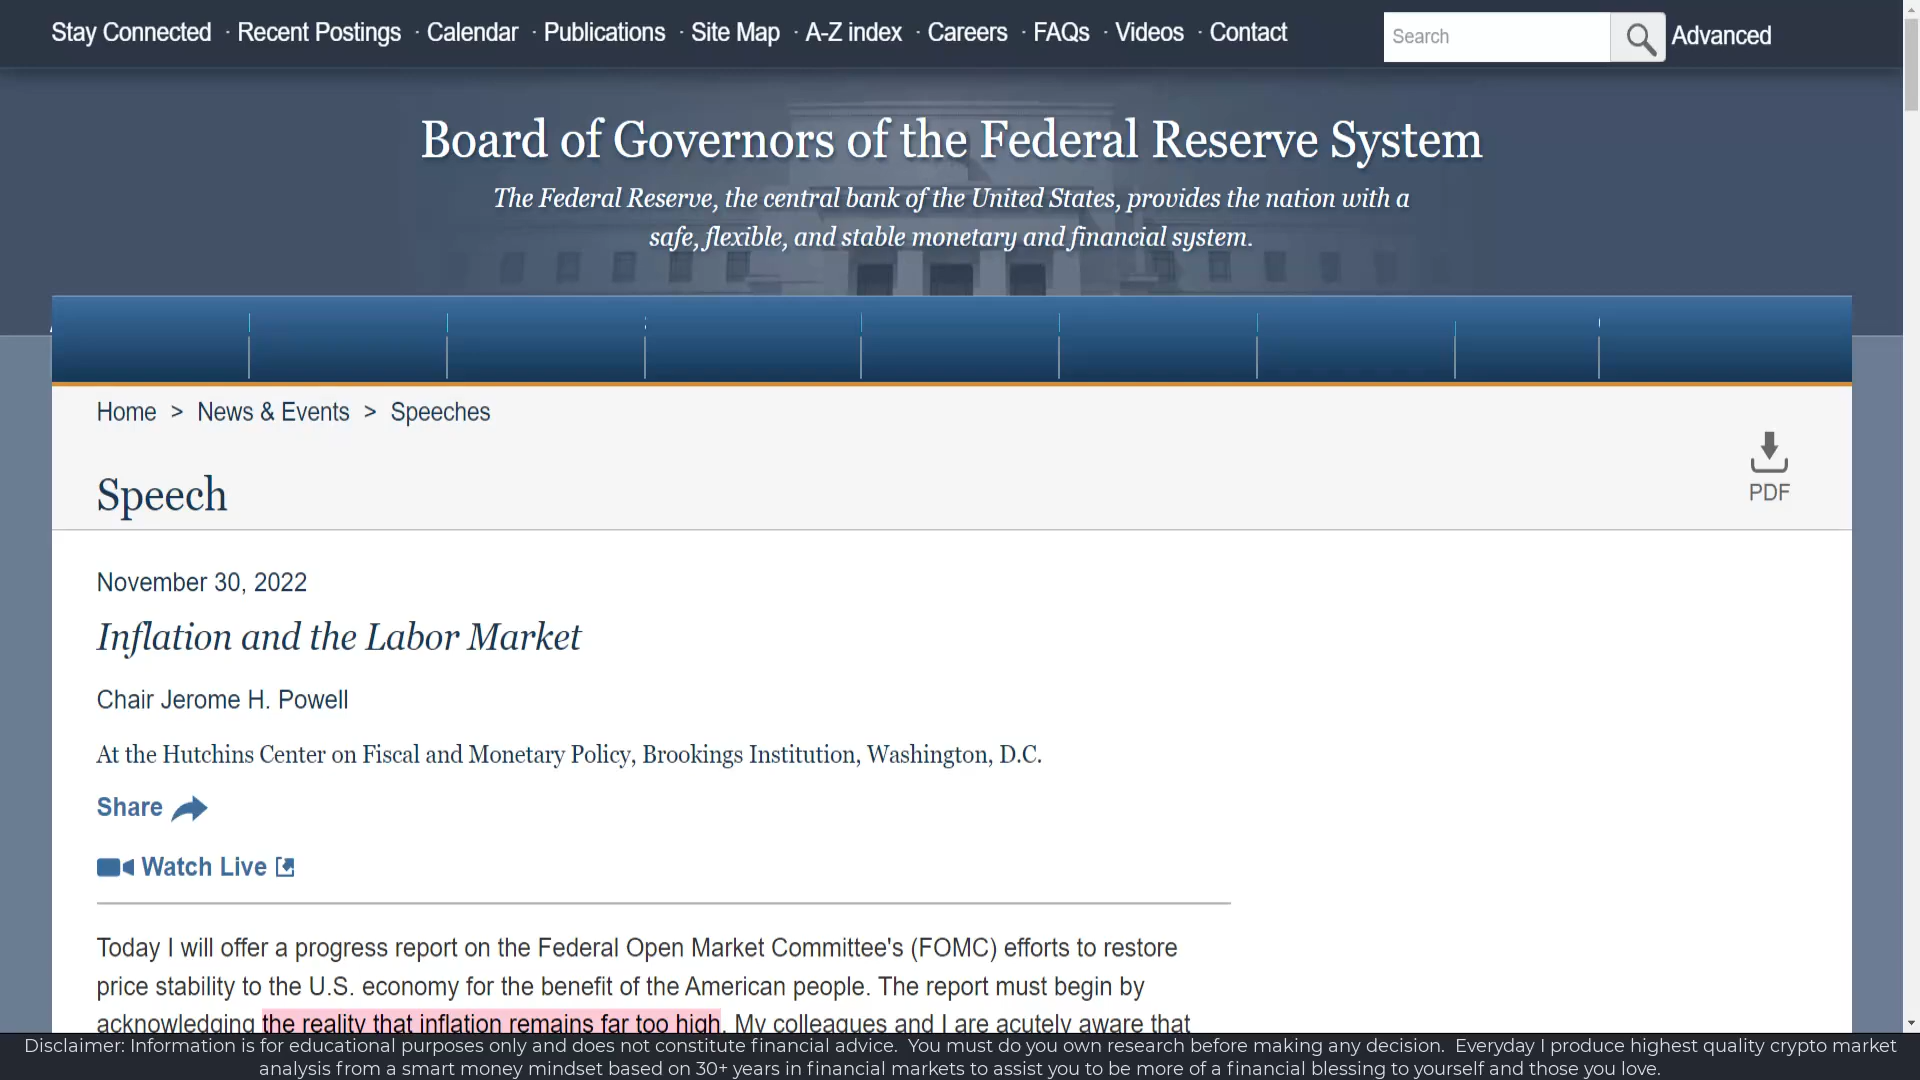 Stay Connected · Recent Postings · Calendar · Publications · Site Map · A-Z index · Careers · FAQs · Videos · Contact
Search
Advanced
Board of Governors of the Federal Reserve System
The Federal Reserve, the central bank of the United States, provides the nation with a
safe, flexible, and stable monetary and financial system.
Home > News & Events > Speeches
PDF
Speech
November 30, 2022
Inflation and the Labor Market
Chair Jerome H. Powell
At the Hutchins Center on Fiscal and Monetary Policy, Brookings Institution, Washington, D.C.
Share
Watch Live
Today I will offer a progress report on the Federal Open Market Committee's (FOMC) efforts to restore
price stability to the U.S. economy for the benefit of the American people. The report must begin by
acknowledging the reality that inflation remains far too high. My colleagues and I are acutely aware that
Disclaimer: Information is for educational purposes only and does not constitute financial advice. You must do you own research before making any decision. Everyday I produce highest quality crypto market
analysis from a smart money mindset based on 30+ years in financial markets to assist you to be more of a financial blessing to yourself and those you love.